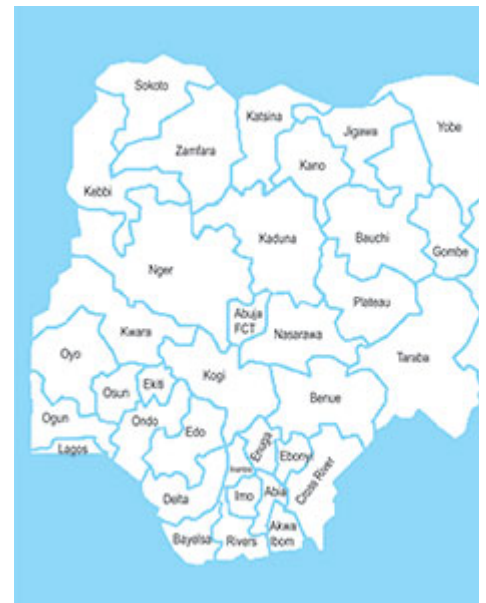 Sokoto
Katsina
Jigawa
Yobe
Zamfara
Kano
Kebbi
Kaduna
Bauchi
Gombe
Nger
Plateau
Abuja
FCT
Kwara
Nasarawa
Oyo
Taraba
Kogi
Ekiti
Osun
Benue
Ogun
Ondo
Edo
Lagos
Enuga
Ebonyi
Cross River
Delta
Imo
Abia
Akwa
Ibom
Bayelsa
Rivers